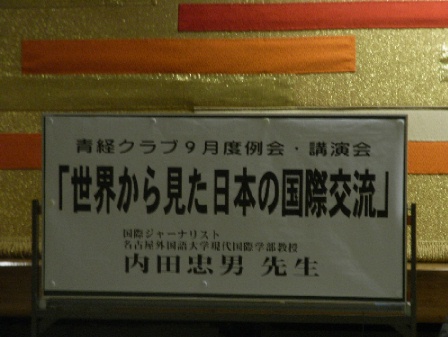 青経クラブ9月度例会・講演会
「世界から見た日本の国際交流」
国際ジャーナリスト
名古屋外国語大学現代国際学部教授
内田忠男 先生